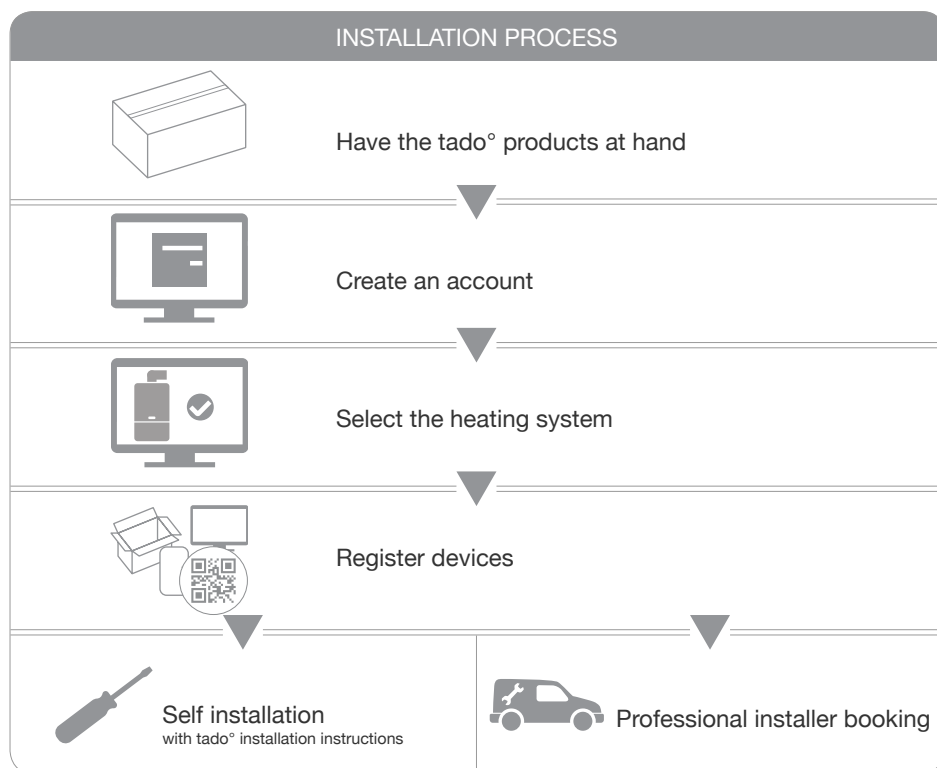 INSTALLATION PROCESS
Have the tado° products at hand
Create an account
Select the heating system
Register devices
Self installation
with tado° installation instructions
Professional installer booking